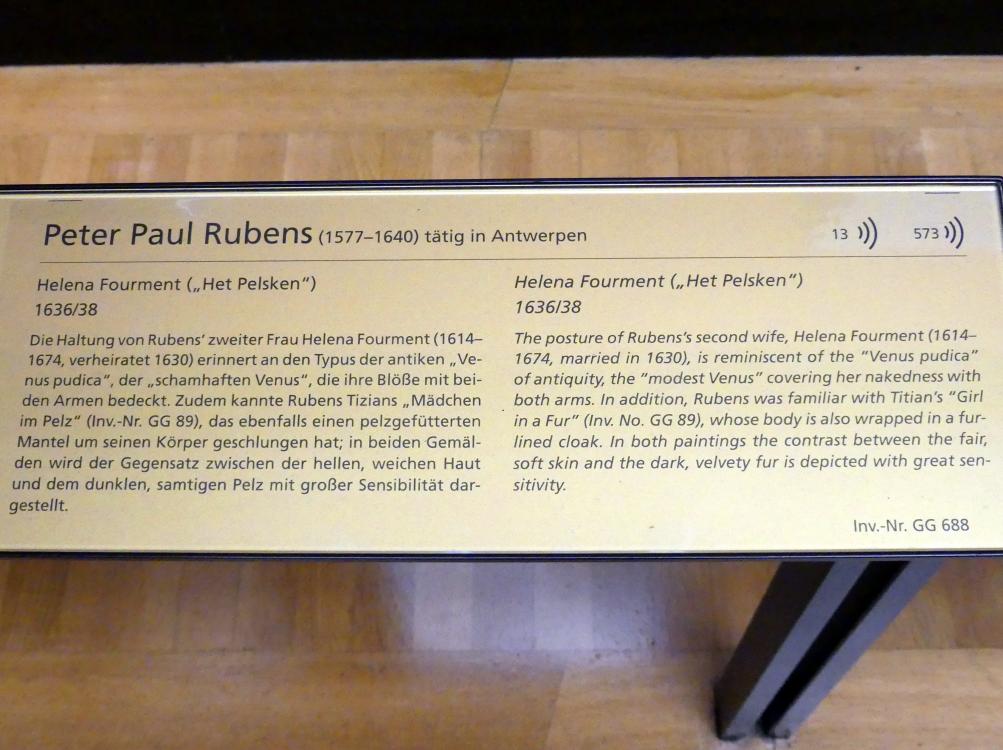 Peter Paul Rubens (1577–1640) tätig in Antwerpen
13 573
Helena Fourment („Het Pelsken“)
1636/38
Die Haltung von Rubens’ zweiter Frau Helena Fourment (1614–
1674, verheiratet 1630) erinnert an den Typus der antiken „Ve-
nus pudica“, der „schamhaften Venus“, die ihre Blöße mit bei-
den Armen bedeckt. Zudem kannte Rubens Tizians „Mädchen
im Pelz“ (Inv.-Nr. GG 89), das ebenfalls einen pelzgefütterten
Mantel um seinen Körper geschlungen hat; in beiden Gemäl-
den wird der Gegensatz zwischen der hellen, weichen Haut
und dem dunklen, samtigen Pelz mit großer Sensibilität dar-
gestellt.
Helena Fourment („Het Pelsken“)
1636/38
The posture of Rubens’s second wife, Helena Fourment (1614–
1674, married in 1630), is reminiscent of the “Venus pudica”
of antiquity, the “modest Venus” covering her nakedness with
both arms. In addition, Rubens was familiar with Titian’s “Girl
in a Fur” (Inv. No. GG 89), whose body is also wrapped in a fur-
lined cloak. In both paintings the contrast between the fair,
soft skin and the dark, velvety fur is depicted with great sen-
sitivity.
Inv.-Nr. GG 688